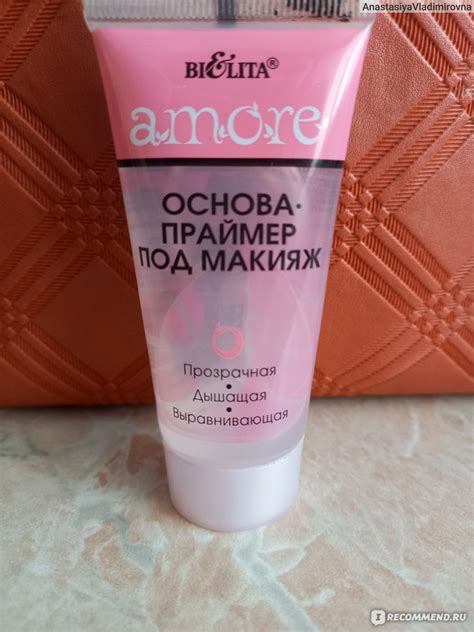 AnastasiyaVladimirovna
BIELITA®
amore
ОСНОВА-
ПРАЙМЕР
ПОД МАКИЯЖ
Прозрачная
•
Дышащая
•
Выравнивающая
I RECOMMEND.RU